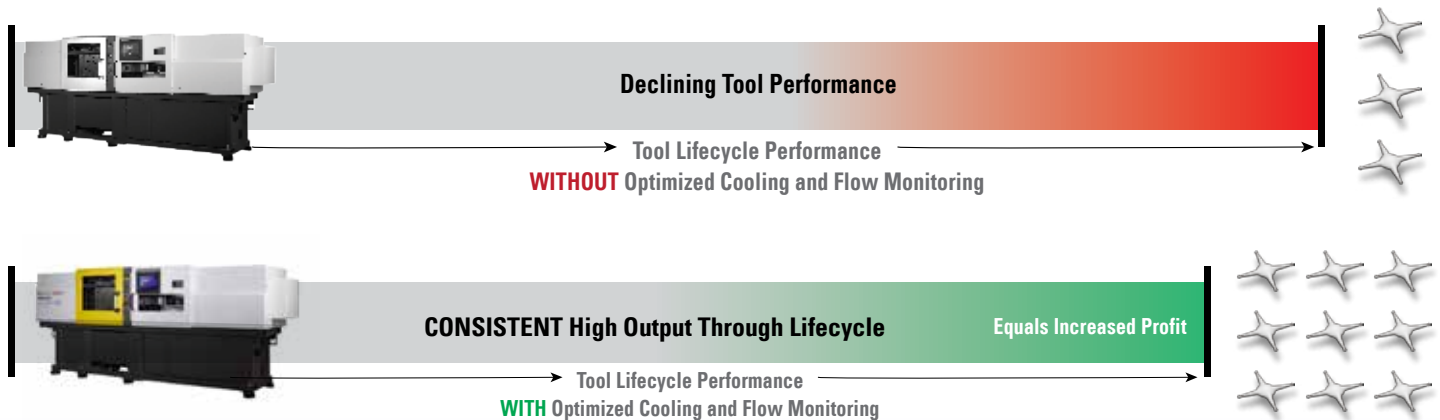 Declining Tool Performance
Tool Lifecycle Performance
WITHOUT Optimized Cooling and Flow Monitoring
CONSISTENT High Output Through Lifecycle
Equals Increased Profit
Tool Lifecycle Performance
WITH Optimized Cooling and Flow Monitoring